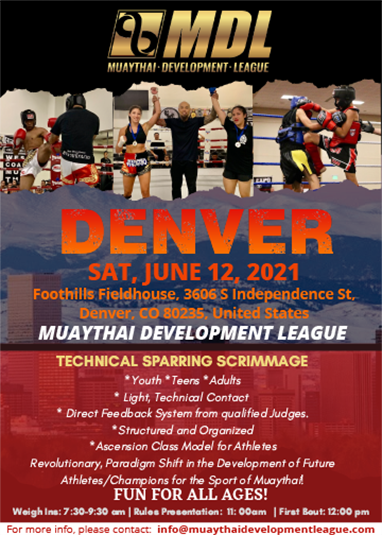 MDL
MUAYTHAI · DEVELOPMENT · LEAGUE
DENVER
SAT, JUNE 12, 2021
Foothills Fieldhouse, 3606 S Independence St,
Denver, CO 80235, United States
MUAYTHAI DEVELOPMENT LEAGUE
TECHNICAL SPARRING SCRIMMAGE
*Youth *Teens *Adults
* Light, Technical Contact
* Direct Feedback System from qualified Judges.
*Structured and Organized
*Ascension Class Model for Athletes
Revolutionary, Paradigm Shift in the Development of Future
Athletes/Champions for the Sport of Muaythai!
FUN FOR ALL AGES!
Weigh Ins: 7:30-9:30 am | Rules Presentation: 11: 00am | First Bout: 12:00 pm
For more info, please contact: info@muaythaidevelopmentleague.com